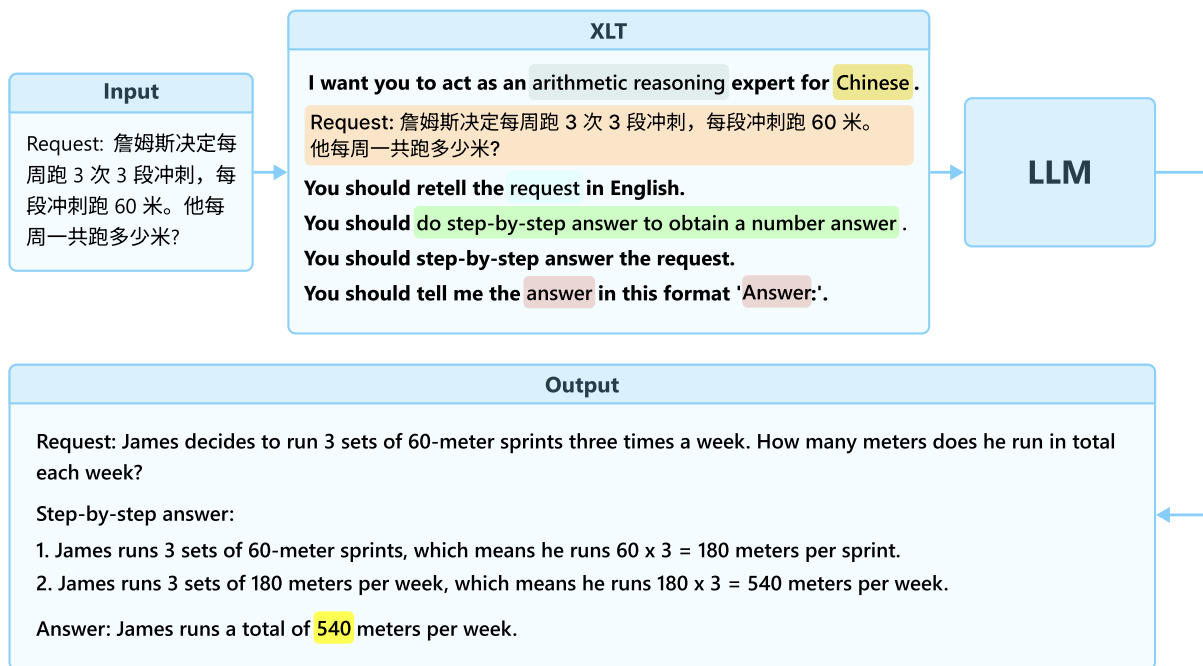 Input
Request: 詹姆斯决定每
周跑 3 次 3 段冲刺，每
段冲刺跑 60 米。他每
周一共跑多少米?
XLT
I want you to act as an arithmetic reasoning expert for Chinese.
Request: 詹姆斯决定每周跑 3 次 3 段冲刺，每段冲刺跑 60 米。
他每周一共跑多少米?
You should retell the request in English.
You should do step-by-step answer to obtain a number answer .
You should step-by-step answer the request.
You should tell me the answer in this format 'Answer:'.
LLM
Output
Request: James decides to run 3 sets of 60-meter sprints three times a week. How many meters does he run in total
each week?
Step-by-step answer:
1. James runs 3 sets of 60-meter sprints, which means he runs 60 x 3 = 180 meters per sprint.
2. James runs 3 sets of 180 meters per week, which means he runs 180 x 3 = 540 meters per week.
Answer: James runs a total of 540 meters per week.